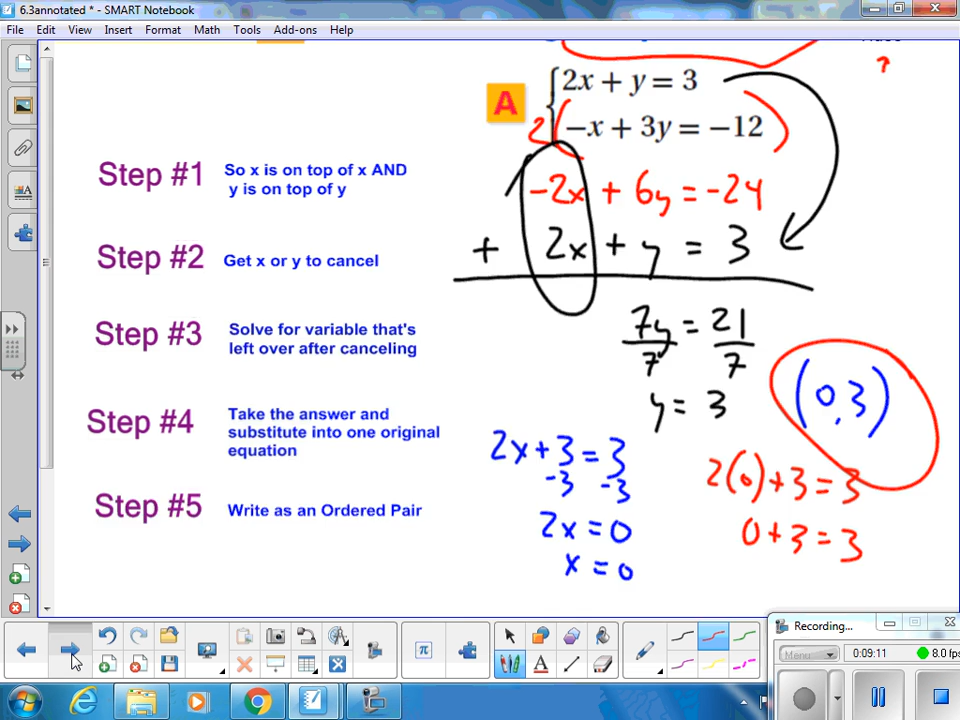 6.3annotated * - SMART Notebook
File Edit View Insert Format Math Tools Add-ons Help
A
2x + y = 3
2(-x + 3y = -12)
-2x + 6y = -24
+ 2x + y = 3
7y = 21
7 7
y = 3
(0,3)
Step #1
So x is on top of x AND
y is on top of y
Step #2
Get x or y to cancel
Step #3
Solve for variable that's
left over after canceling
Step #4
Take the answer and
substitute into one original
equation
Step #5
Write as an Ordered Pair
2x + 3 = 3
-3 -3
2x = 0
x = 0
2(0) + 3 = 3
0 + 3 = 3
Recording...
Menu
0:09:11
8.0 fps